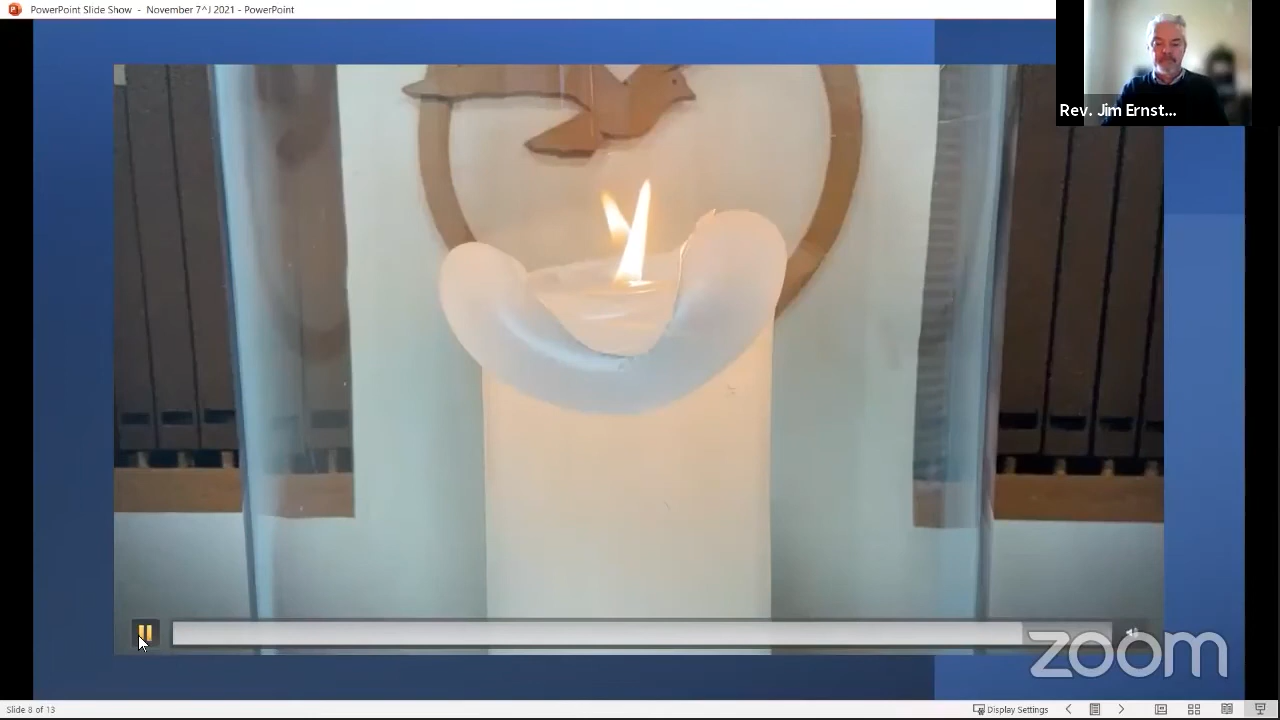 PowerPoint Slide Show - November 7^J 2021 - PowerPoint
Rev. Jim Ernst...
zoom
Slide 8 of 13
Display Settings